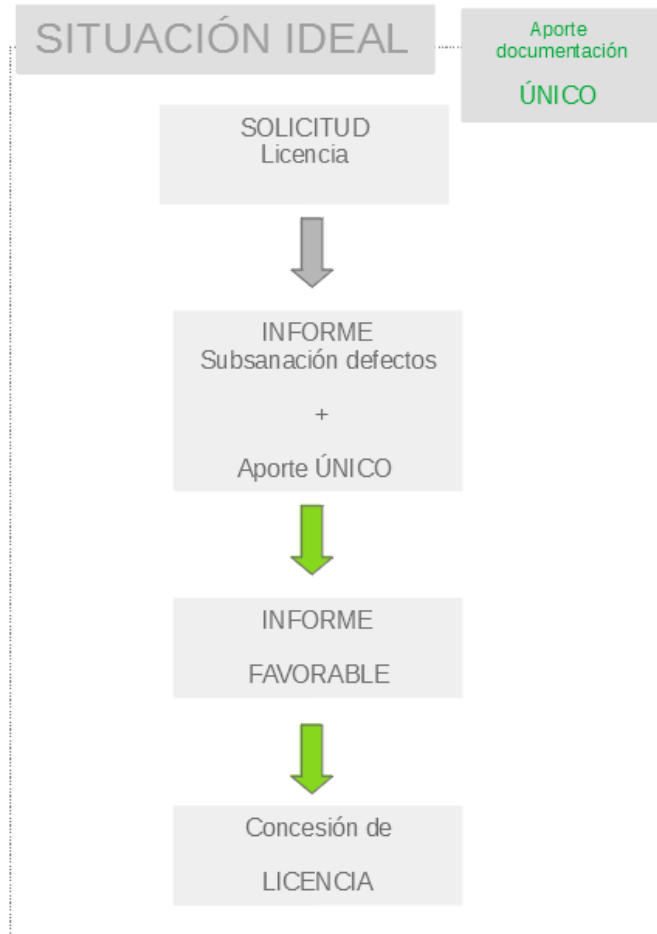 SITUACIÓN IDEAL
Aporte
documentación
ÚNICO
SOLICITUD
Licencia
INFORME
Subsanación defectos
+
Aporte ÚNICO
INFORME
FAVORABLE
Concesión de
LICENCIA